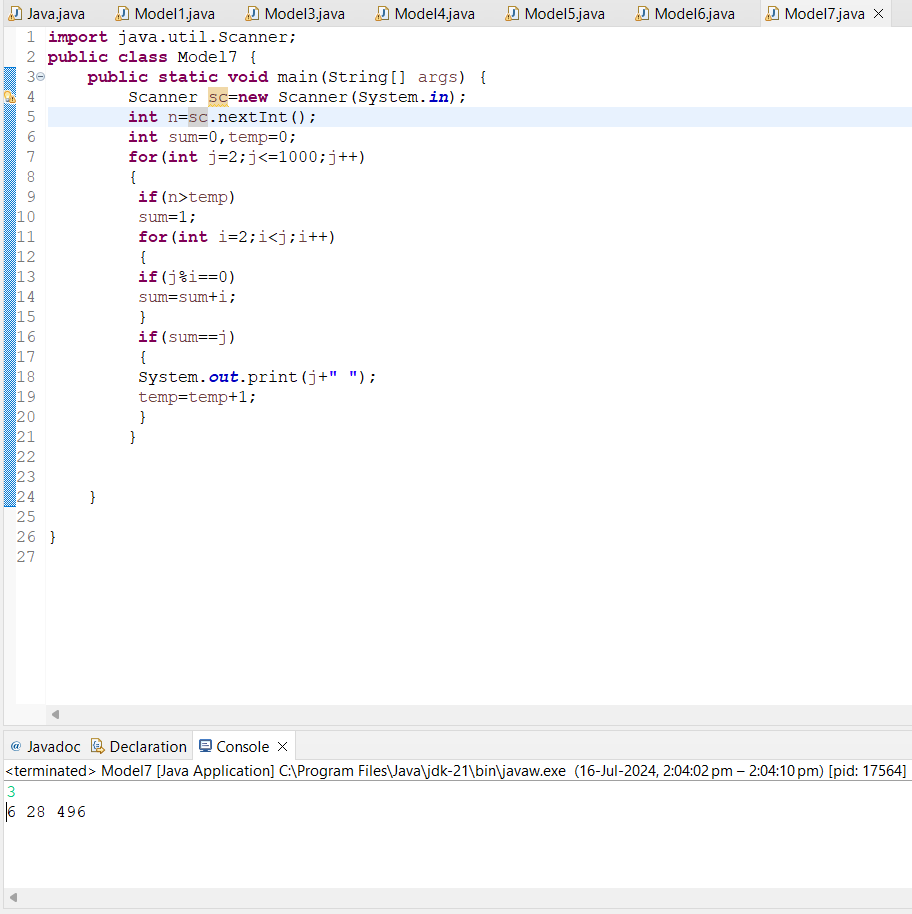 Java.java Model1.java Model3.java Model4.java Model5.java Model6.java Model7.java
1 import java.util.Scanner;
2 public class Model7 {
3 public static void main(String[] args) {
4 Scanner sc=new Scanner(System.in);
5 int n=sc.nextInt();
6 int sum=0,temp=0;
7 for(int j=2;j<=1000;j++)
8 {
9 if(n>temp)
10 sum=1;
11 for(int i=2;i<j;i++)
12 {
13 if(j%i==0)
14 sum=sum+i;
15 }
16 if(sum==j)
17 {
18 System.out.print(j+" ");
19 temp=temp+1;
20 }
21 }
22
23
24 }
25
26 }
27
@ Javadoc Declaration Console
<terminated> Model7 [Java Application] C:\Program Files\Java\jdk-21\bin\javaw.exe (16-Jul-2024, 2:04:02 pm – 2:04:10 pm) [pid: 17564]
3
6 28 496